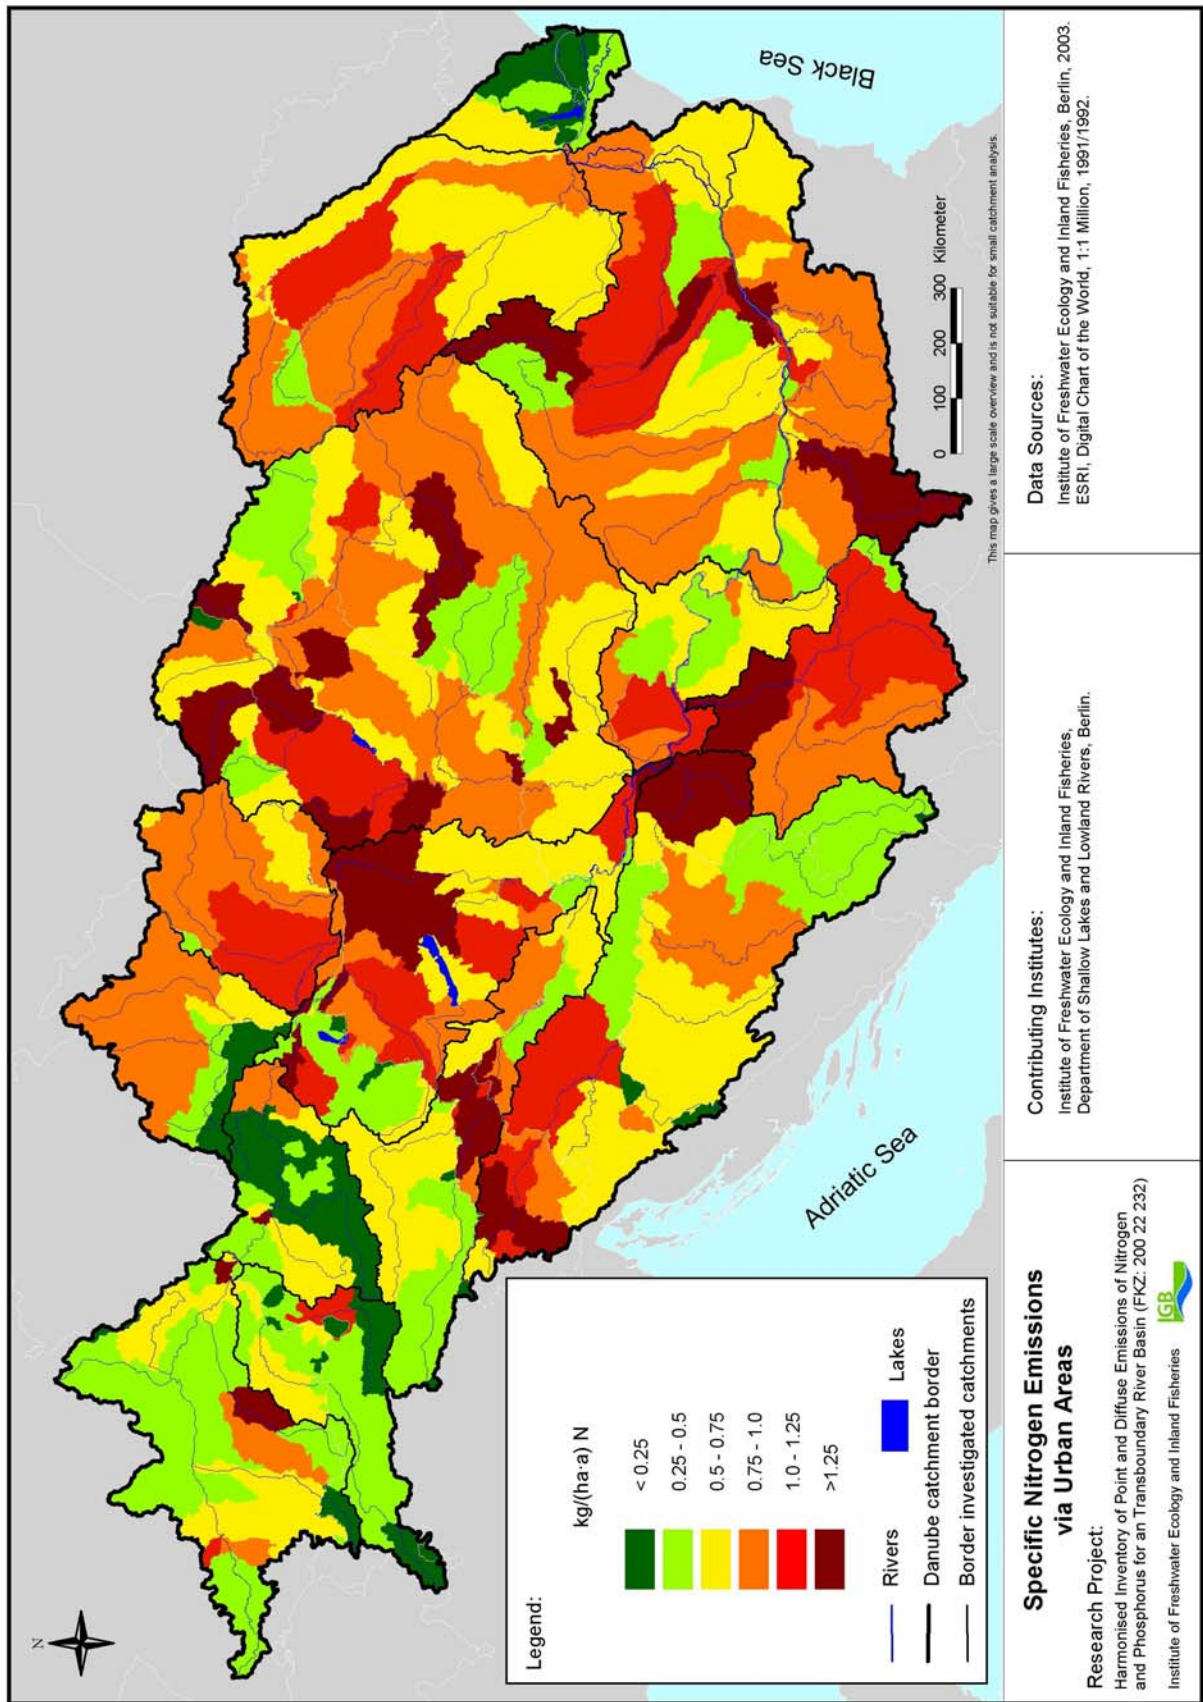 N
Black Sea
Adriatic Sea
0 100 200 300 Kilometer
This map gives a large scale overview and is not suitable for small catchment analysis.
Legend:
kg/(ha·a) N
< 0.25
0.25 - 0.5
0.5 - 0.75
0.75 - 1.0
1.0 - 1.25
>1.25
Rivers
Lakes
Danube catchment border
Border investigated catchments
Specific Nitrogen Emissions
via Urban Areas
Research Project:
Harmonised Inventory of Point and Diffuse Emissions of Nitrogen
and Phosphorus for an Transboundary River Basin (FKZ: 200 22 232)
Institute of Freshwater Ecology and Inland Fisheries
IGB
Contributing Institutes:
Institute of Freshwater Ecology and Inland Fisheries,
Department of Shallow Lakes and Lowland Rivers, Berlin.
Data Sources:
Institute of Freshwater Ecology and Inland Fisheries, Berlin, 2003.
ESRI, Digital Chart of the World, 1:1 Million, 1991/1992.